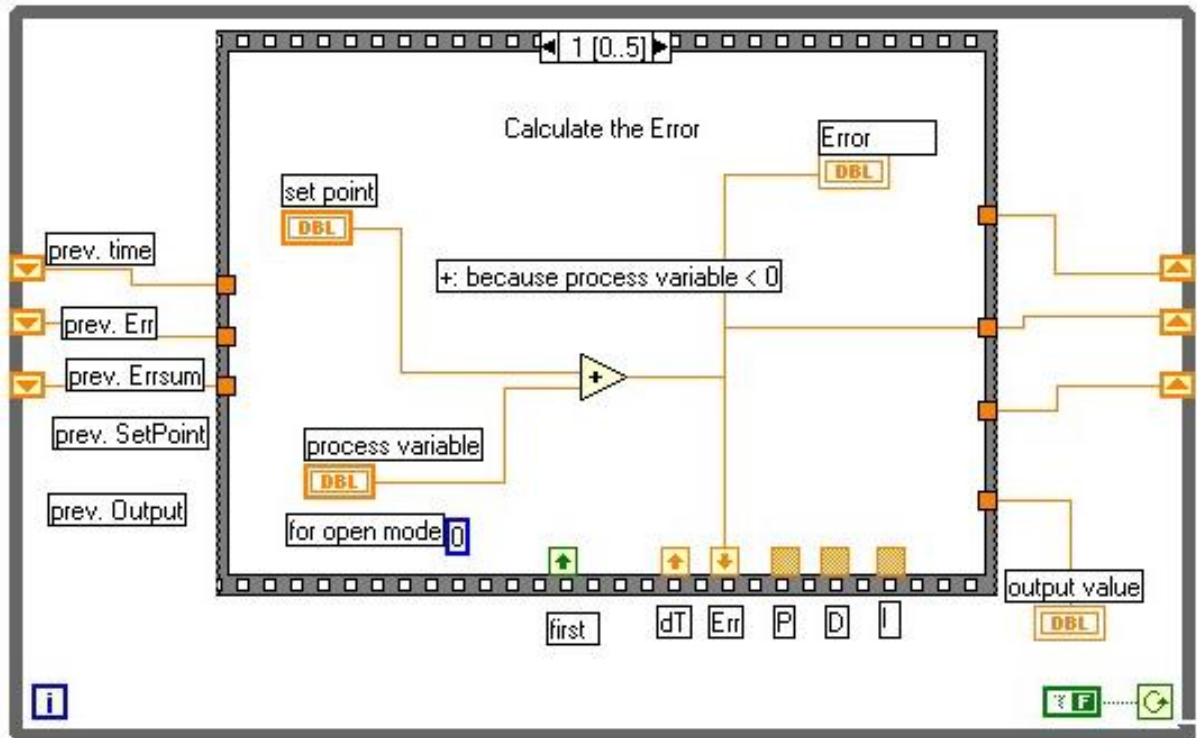 1 [0..5]
Calculate the Error
Error
DBL
set point
DBL
prev. time
+: because process variable < 0
prev. Err
+
prev. Errsum
prev. SetPoint
process variable
DBL
prev. Output
for open mode 0
output value
first dT Err P D I
DBL
i
F